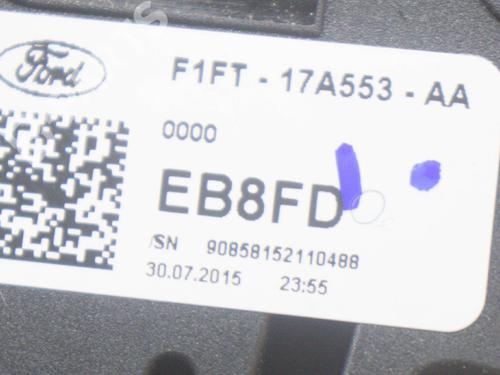 Ford
F1FT - 17A553 - AA
0000
EB8FD
/SN 90858152110488
30.07.2015 23:55